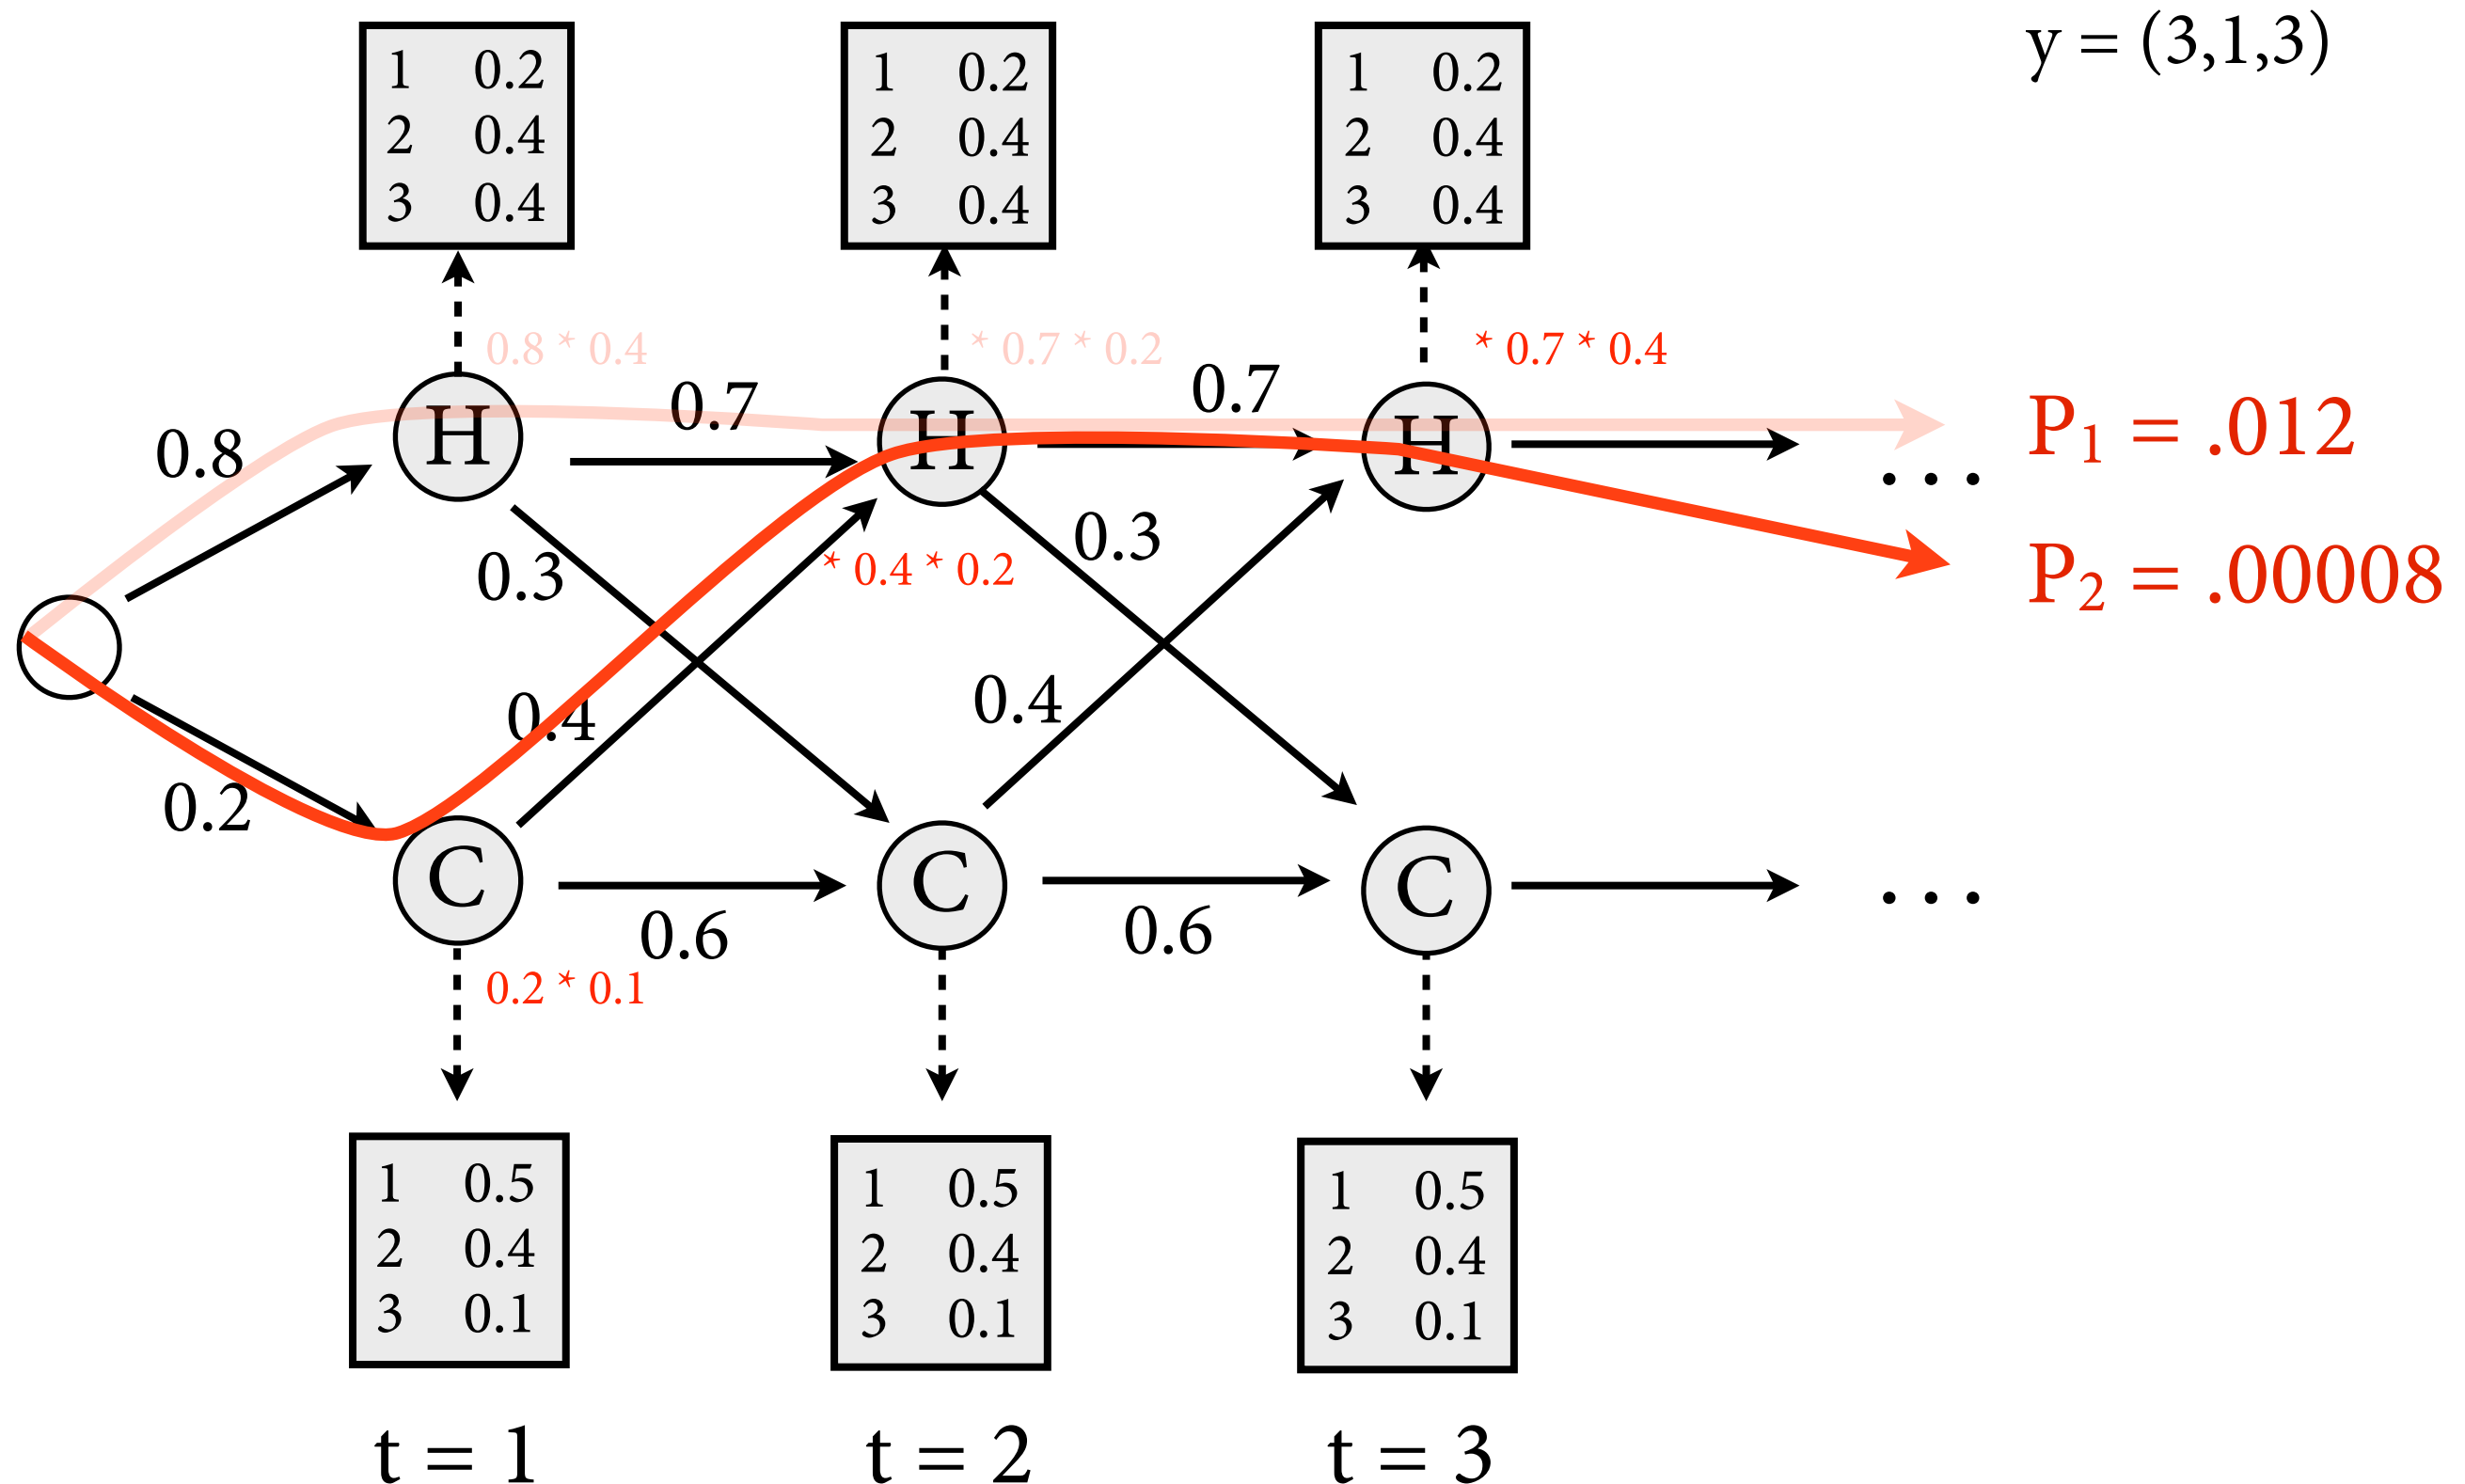 y = (3,1,3)
1 0.2
2 0.4
3 0.4
1 0.2
2 0.4
3 0.4
1 0.2
2 0.4
3 0.4
0.8 * 0.4
* 0.7 * 0.2
* 0.7 * 0.4
0.8
H
0.7
H
0.7
H
...
P1 = .012
0.3
* 0.4 * 0.2
0.3
P2 = .00008
0.4
0.4
0.2
C
0.6
C
0.6
C
...
0.2 * 0.1
1 0.5
2 0.4
3 0.1
1 0.5
2 0.4
3 0.1
1 0.5
2 0.4
3 0.1
t = 1
t = 2
t = 3